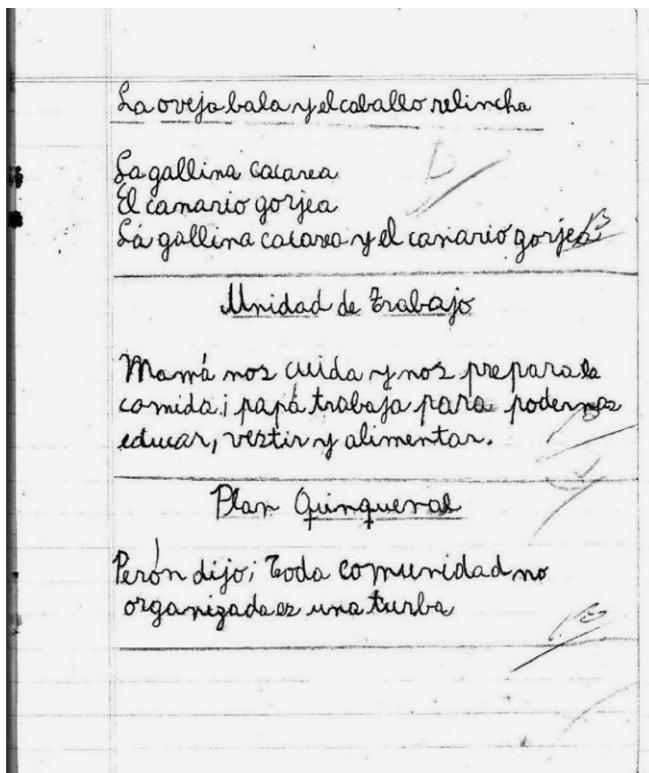 La oveja bala y el caballo relincha
La gallina cacarea
El canario gorjea
La gallina cacarea y el canario gorjea
Unidad de Trabajo
Mamá nos cuida y nos prepara la
comida; papá trabaja para podernos
educar, vestir y alimentar.
Plan Quinquenal
Perón dijo; Toda comunidad no
organizada es una turba